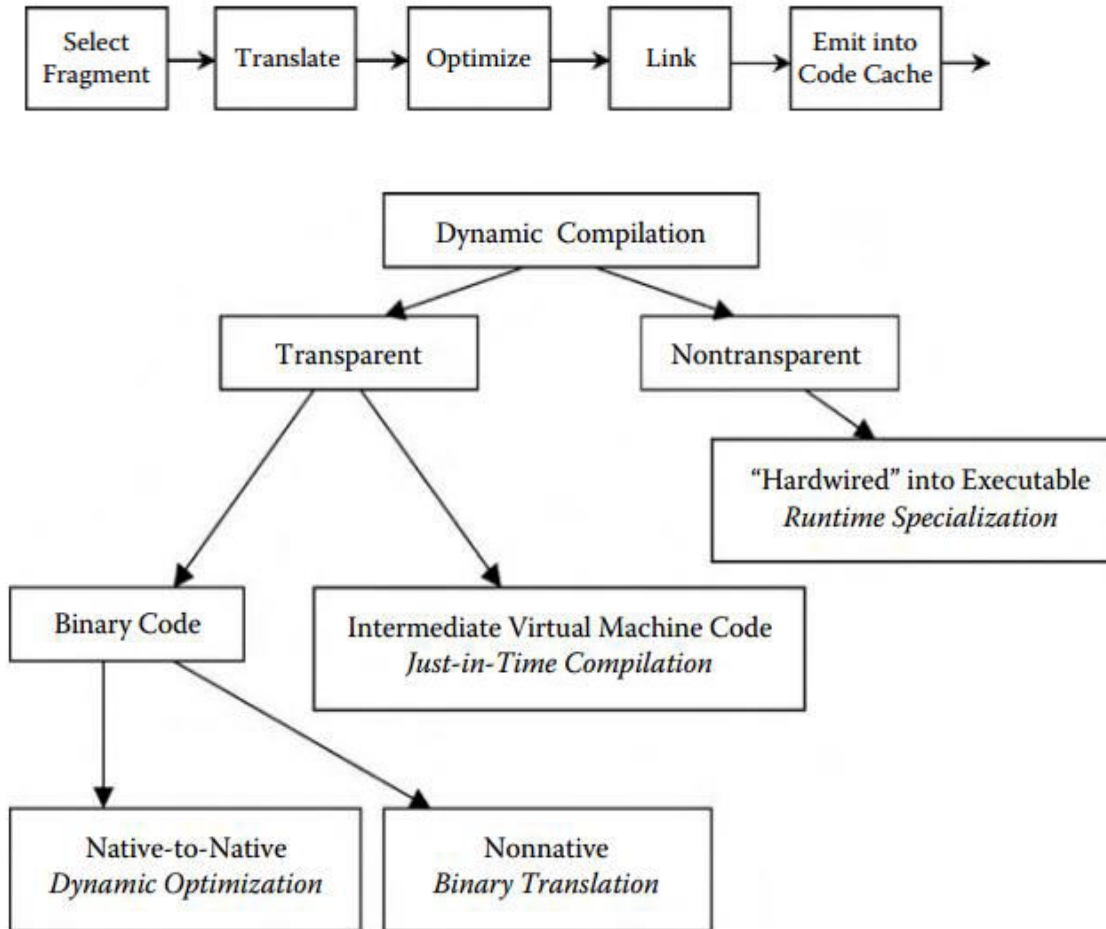 Select
Fragment
Translate
Optimize
Link
Emit into
Code Cache
Dynamic Compilation
Transparent
Nontransparent
“Hardwired” into Executable
Runtime Specialization
Binary Code
Intermediate Virtual Machine Code
Just-in-Time Compilation
Native-to-Native
Dynamic Optimization
Nonnative
Binary Translation